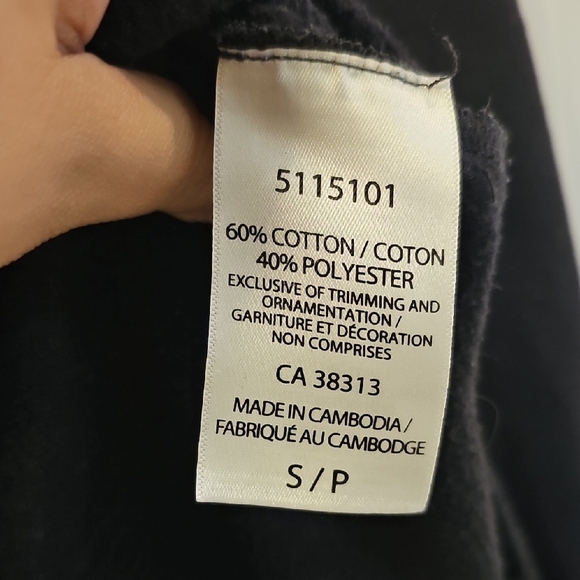 5115101
60% COTTON / COTON
40% POLYESTER
EXCLUSIVE OF TRIMMING AND
ORNAMENTATION /
GARNITURE ET DÉCORATION
NON COMPRISES
CA 38313
MADE IN CAMBODIA /
FABRIQUÉ AU CAMBODGE
S / P